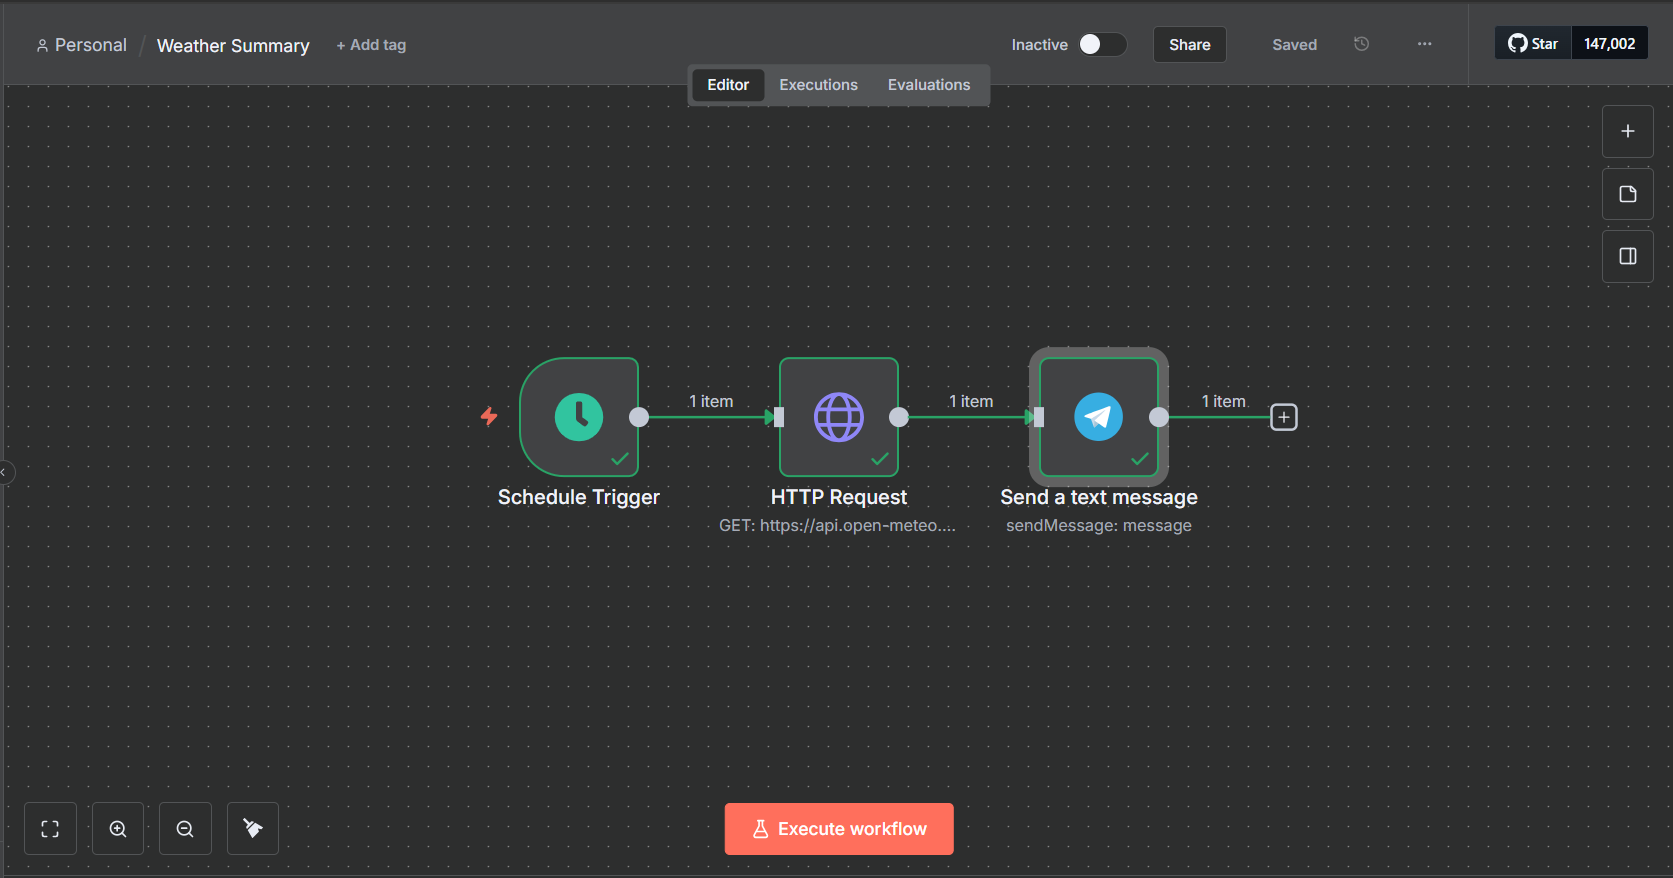 Personal / Weather Summary + Add tag
Inactive Share Saved ... Star 147,002
Editor Executions Evaluations
1 item 1 item 1 item
Schedule Trigger HTTP Request Send a text message
GET: https://api.open-meteo.... sendMessage: message
Execute workflow